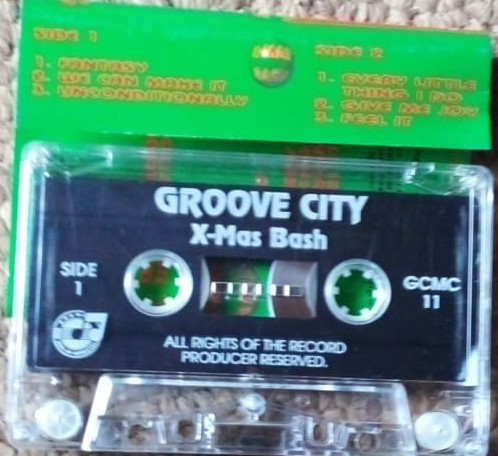 SIDE 1
1. FANTASY
2. WE CAN MAKE IT
3. UNCONDITIONALLY
SIDE 2
1. EVERY LITTLE
THING I DO
2. GIVE ME JOY
3. FEEL IT
GROOVE CITY
X-Mas Bash
SIDE
1
GCMC
11
ALL RIGHTS OF THE RECORD
PRODUCER RESERVED.